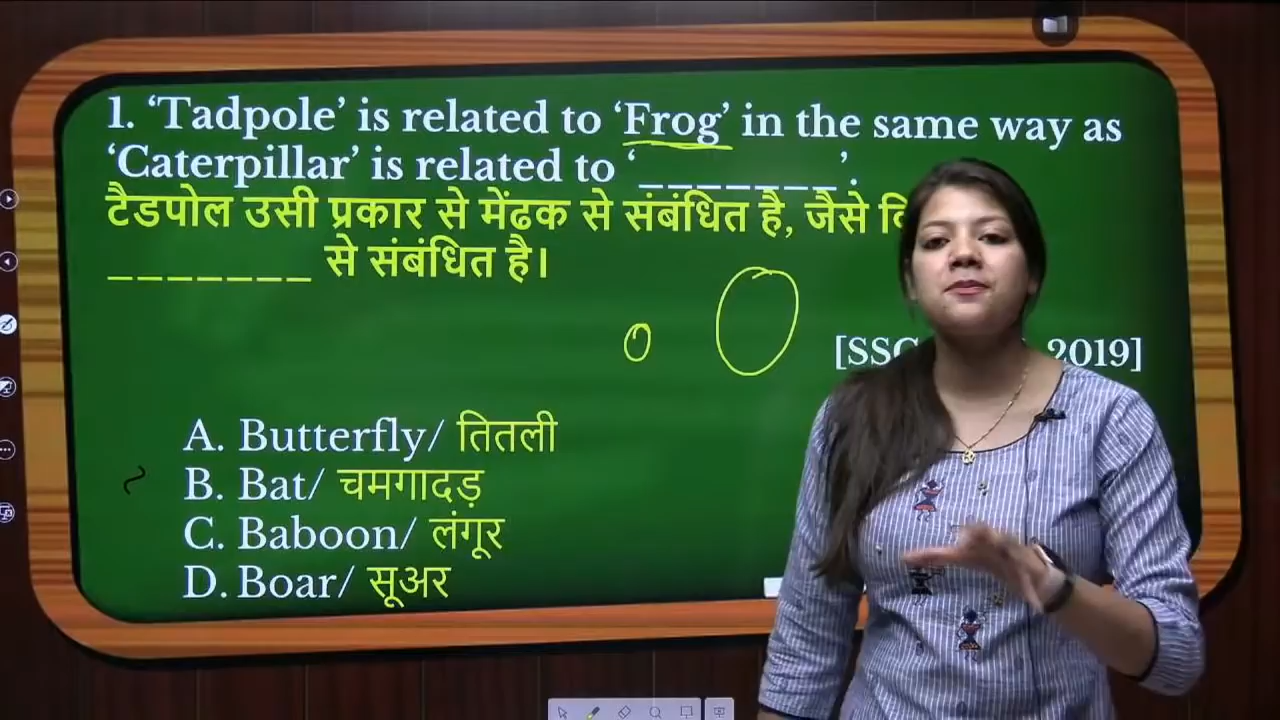 1. ‘Tadpole’ is related to ‘Frog’ in the same way as
‘Caterpillar’ is related to ‘_______’.
टैडपोल उसी प्रकार से मेंढक से संबंधित है, जैसे
_______ से संबंधित है।
2019]
A. Butterfly/ तितली
B. Bat/ चमगादड़
C. Baboon/ लंगूर
D. Boar/ सूअर